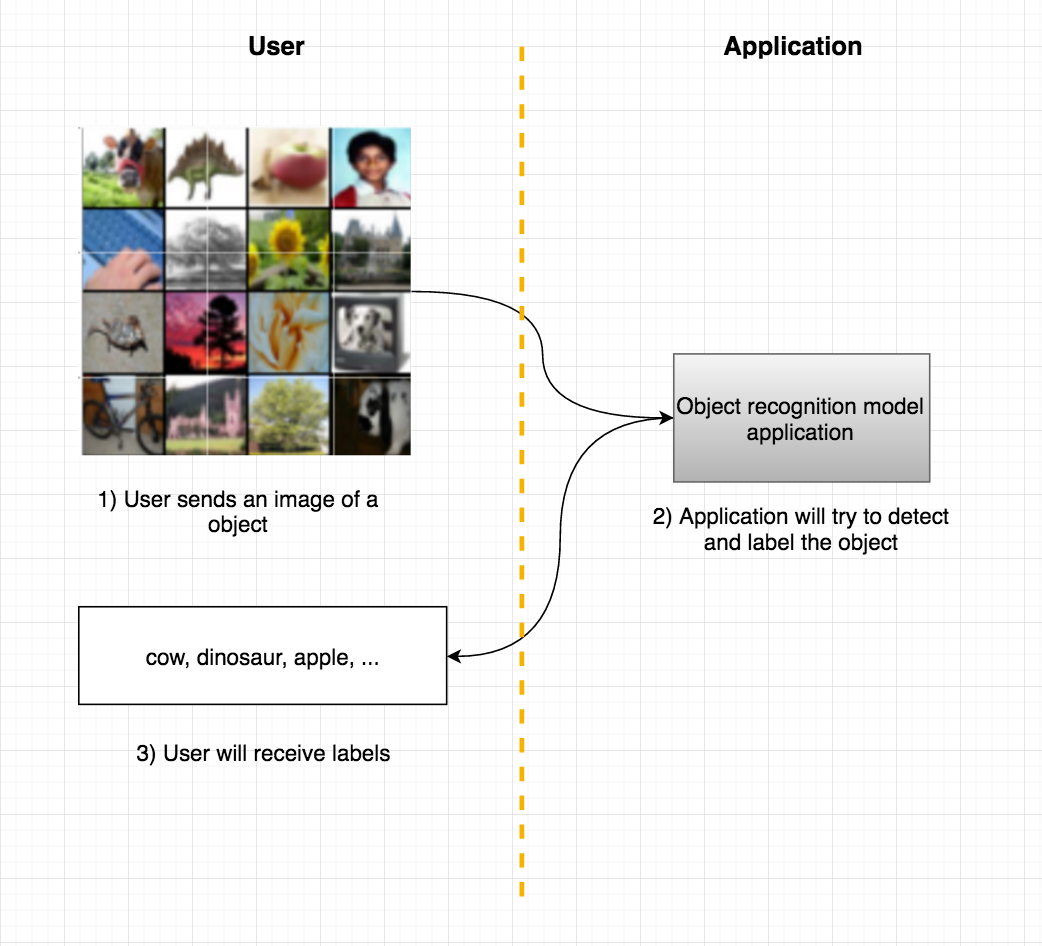 User
Application
1) User sends an image of a
object
Object recognition model
application
2) Application will try to detect
and label the object
cow, dinosaur, apple, ...
3) User will receive labels